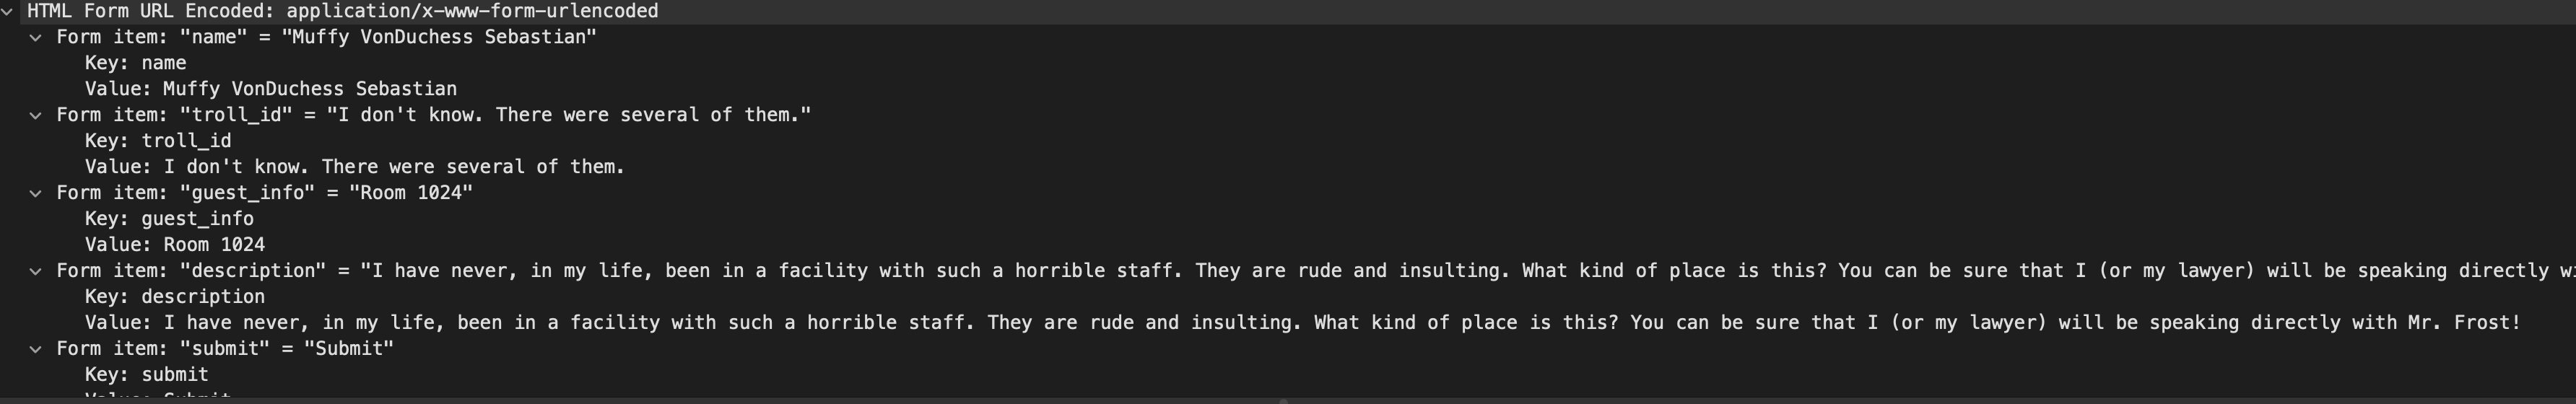 HTML Form URL Encoded: application/x-www-form-urlencoded
Form item: "name" = "Muffy VonDuchess Sebastian"
Key: name
Value: Muffy VonDuchess Sebastian
Form item: "troll_id" = "I don't know. There were several of them."
Key: troll_id
Value: I don't know. There were several of them.
Form item: "guest_info" = "Room 1024"
Key: guest_info
Value: Room 1024
Form item: "description" = "I have never, in my life, been in a facility with such a horrible staff. They are rude and insulting. What kind of place is this? You can be sure that I (or my lawyer) will be speaking directly
Key: description
Value: I have never, in my life, been in a facility with such a horrible staff. They are rude and insulting. What kind of place is this? You can be sure that I (or my lawyer) will be speaking directly with Mr. Frost!
Form item: "submit" = "Submit"
Key: submit